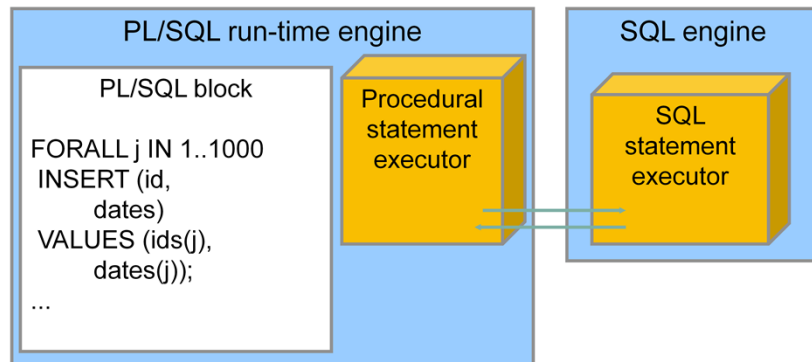 PL/SQL run-time engine
PL/SQL block
FORALL j IN 1..1000
INSERT (id,
dates)
VALUES (ids(j),
dates(j));
...
Procedural
statement
executor
SQL engine
SQL
statement
executor